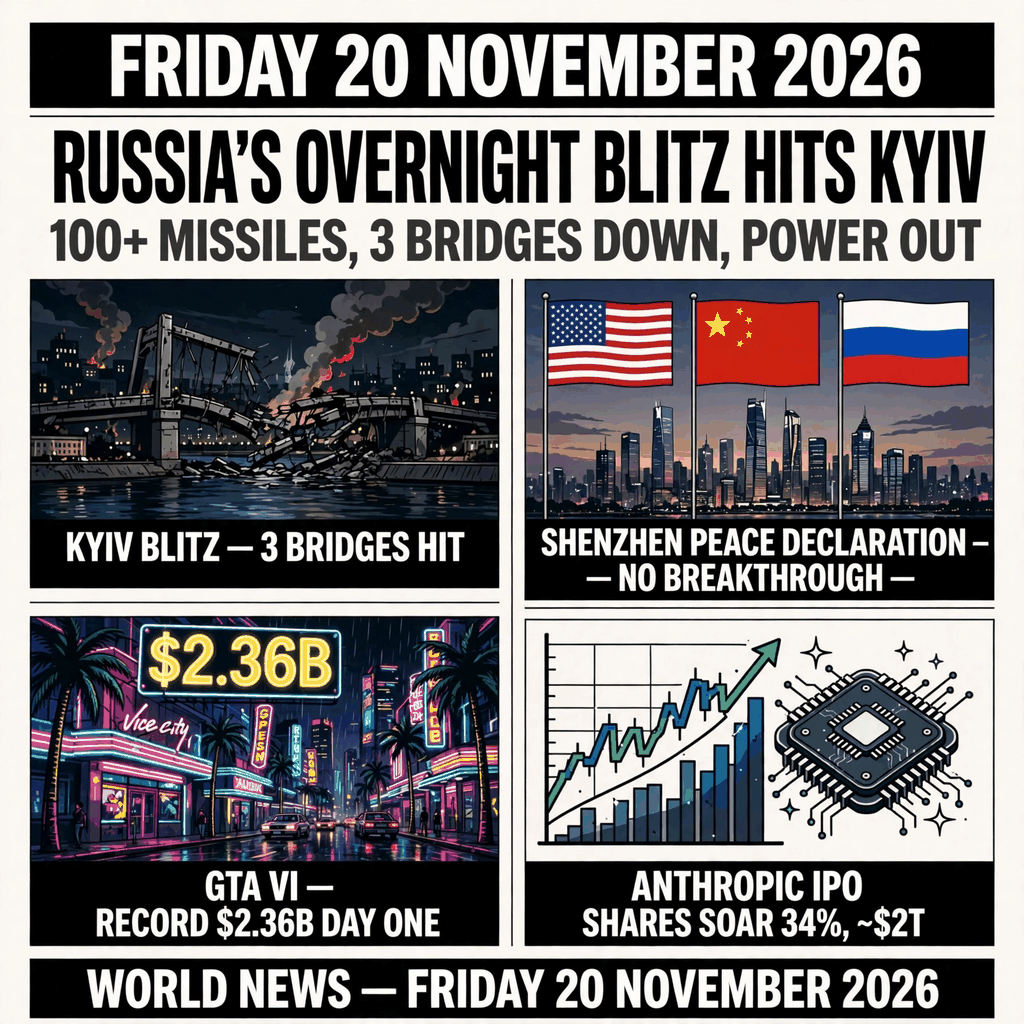 FRIDAY 20 NOVEMBER 2026
RUSSIA'S OVERNIGHT BLITZ HITS KYIV
100+ MISSILES, 3 BRIDGES DOWN, POWER OUT
KYIV BLITZ — 3 BRIDGES HIT
SHENZHEN PEACE DECLARATION –
— NO BREAKTHROUGH —
$2.36B
Vice city,
GTA VI —
RECORD $2.36B DAY ONE
ANTHROPIC IPO
SHARES SOAR 34%, ~$2T
WORLD NEWS — FRIDAY 20 NOVEMBER 2026